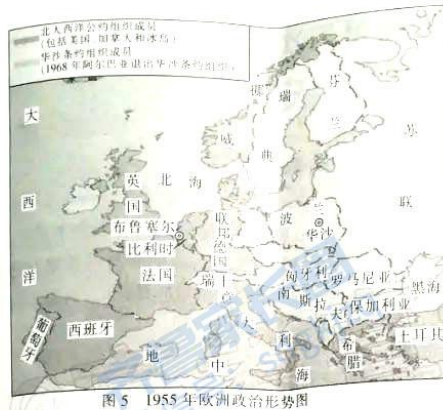 北大西洋公约组织成员
(包括美国、加拿大和冰岛)
华沙条约组织成员
(1968年阿尔巴亚退出华沙条约组织)
大
西
洋
挪
威
瑞
典
芬
兰
苏
联
英
国
北
海
布鲁塞尔
比利时
联
邦
德
国
波
兰
华沙
法国
瑞士
匈牙利
罗马尼亚
黑海
南
斯
拉
夫
保加利亚
葡萄牙
西班牙
意
大
利
希
腊
土耳其
地
中
海
图5 1955年欧洲政治形势图